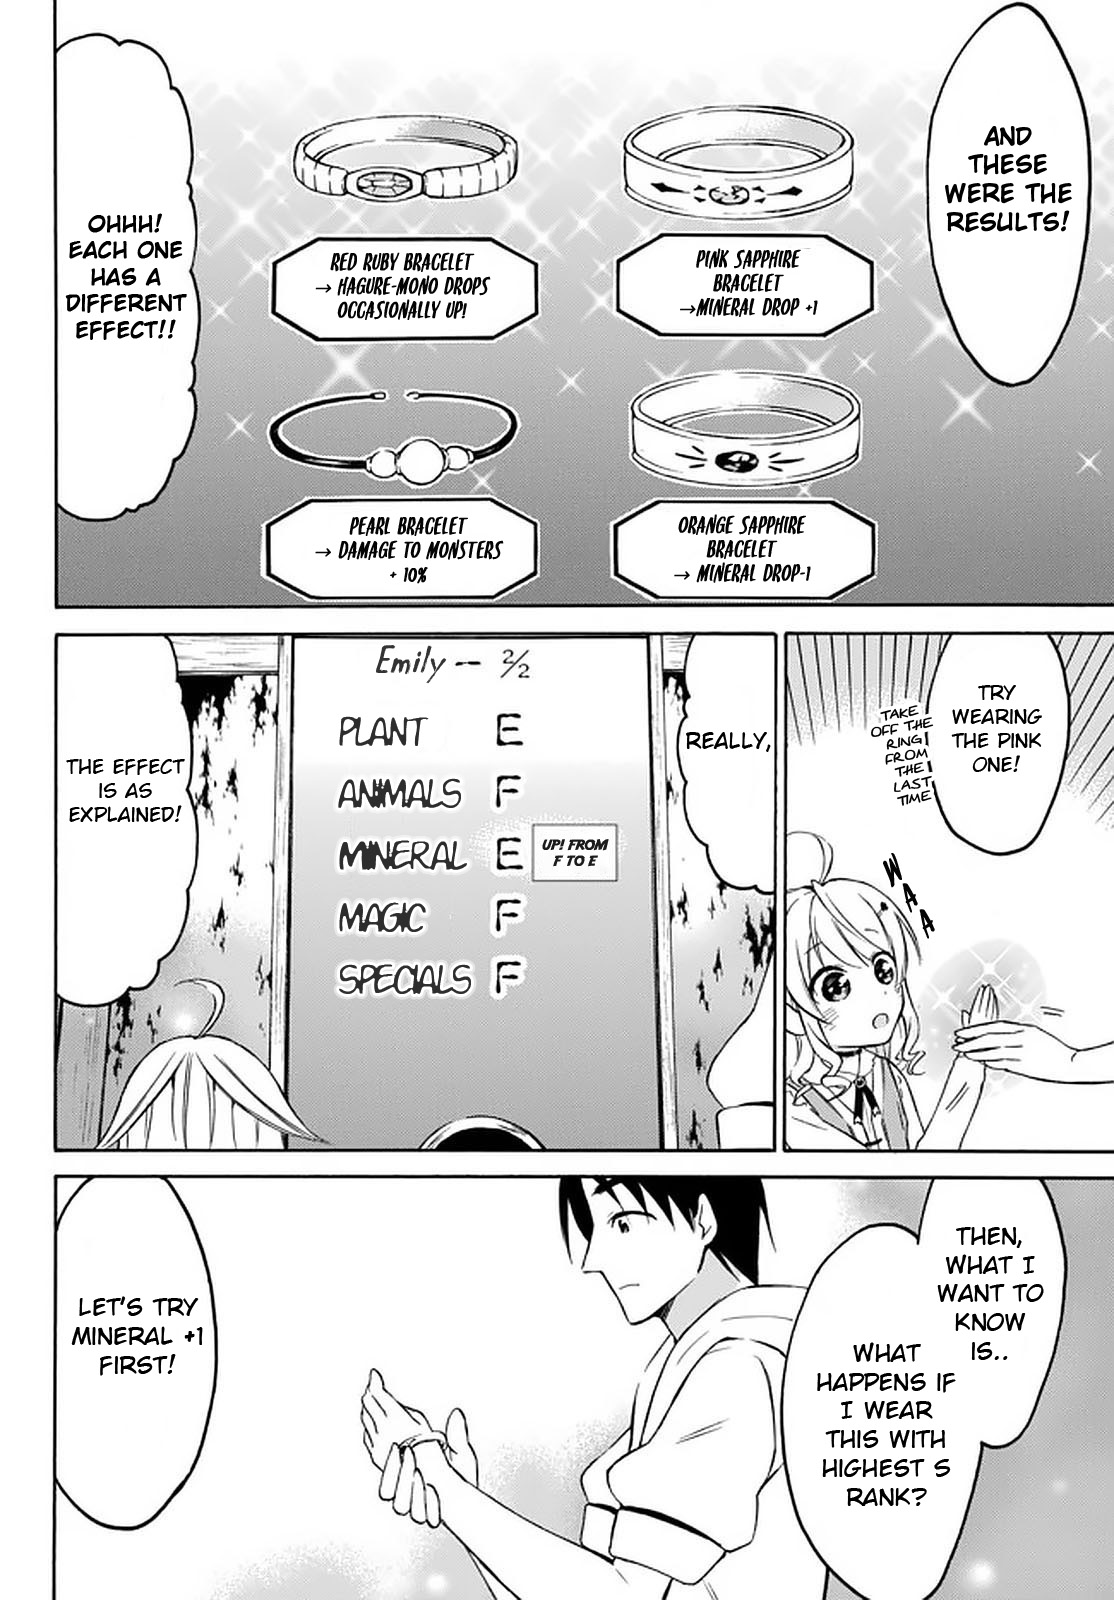 AND
THESE
WERE THE
RESULTS!
PINK SAPPHIRE
BRACELET
→MINERAL DROP +1
RED RUBY BRACELET
→ HAGURE-MONO DROPS
OCCASIONALLY UP!
ORANGE SAPPHIRE
BRACELET
→ MINERAL DROP-1
PEARL BRACELET
→ DAMAGE TO MONSTERS
+ 10%
OHHH!
EACH ONE
HAS A
DIFFERENT
EFFECT!!
TRY
WEARING
THE PINK
ONE!
TAKE
OFF THE
RING
FROM
THE
LAST
TIME
WAA
REALLY,
Emily -- 2/2
PLANT E
ANIMALS F
MINERAL E
UP! FROM
F TO E
MAGIC F
SPECIALS F
THE EFFECT
IS AS
EXPLAINED!
THEN,
WHAT I
WANT TO
KNOW
IS..
WHAT
HAPPENS IF
I WEAR
THIS WITH
HIGHEST S
RANK?
LET'S TRY
MINERAL +1
FIRST!